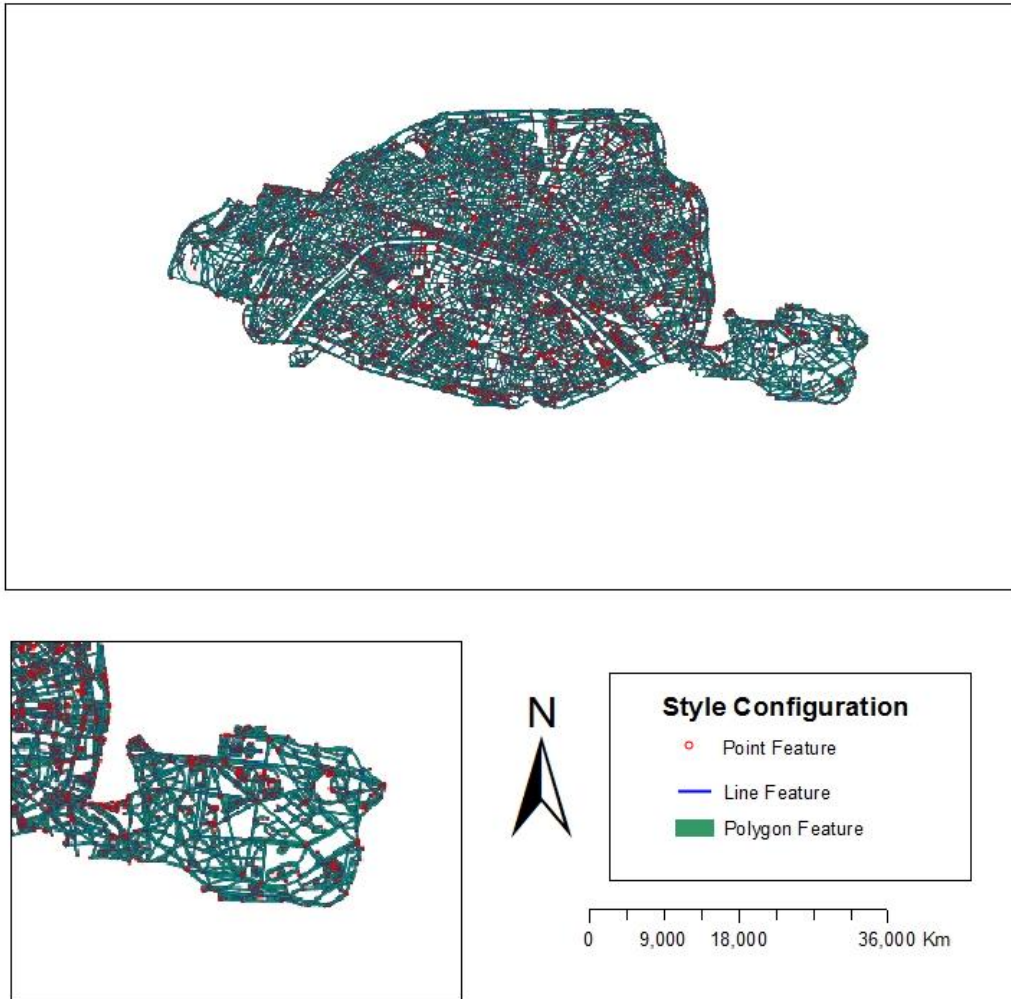 N
Style Configuration
Point Feature
Line Feature
Polygon Feature
0 9,000 18,000 36,000 Km